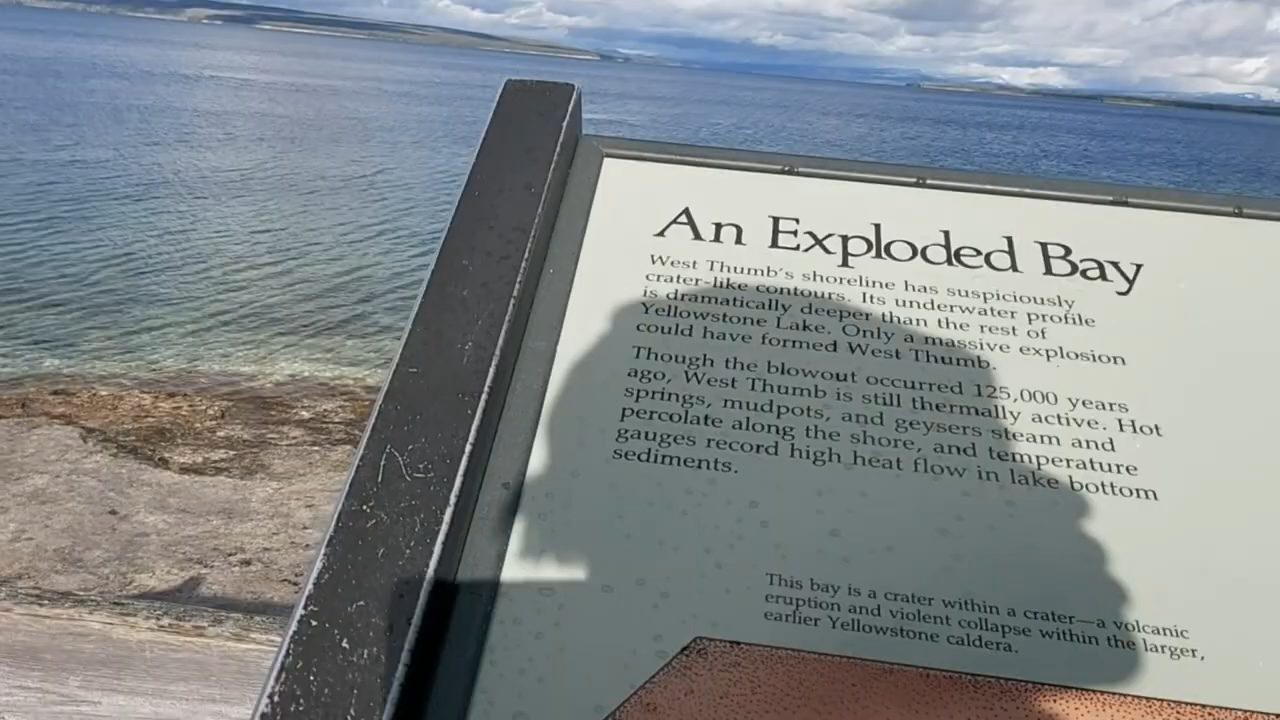 An Exploded Bay
West Thumb's shoreline has suspiciously
crater-like contours. Its underwater profile
is dramatically deeper than the rest of
Yellowstone Lake. Only a massive explosion
could have formed West Thumb.
Though the blowout occurred 125,000 years
ago, West Thumb is still thermally active. Hot
springs, mudpots, and geysers steam and
percolate along the shore, and temperature
gauges record high heat flow in lake bottom
sediments.
This bay is a crater within a crater—a volcanic
eruption and violent collapse within the larger,
earlier Yellowstone caldera.